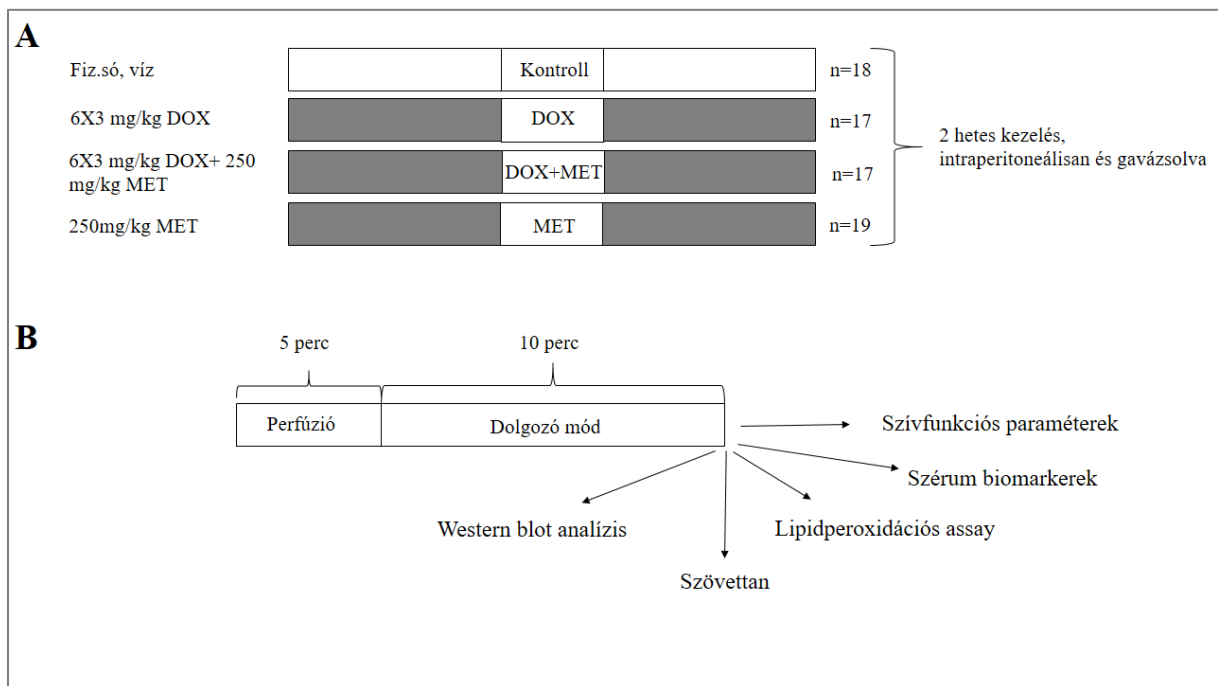 A
Fiz.só, víz
Kontroll
n=18
6X3 mg/kg DOX
DOX
n=17
6X3 mg/kg DOX+ 250
mg/kg MET
DOX+MET
n=17
250mg/kg MET
MET
n=19
2 hetes kezelés,
intraperitoneálisan és gavázsolva
B
5 perc
10 perc
Perfúzió
Dolgozó mód
Szívfunkciós paraméterek
Szérum biomarkerek
Western blot analízis
Lipidperoxidációs assay
Szövettan